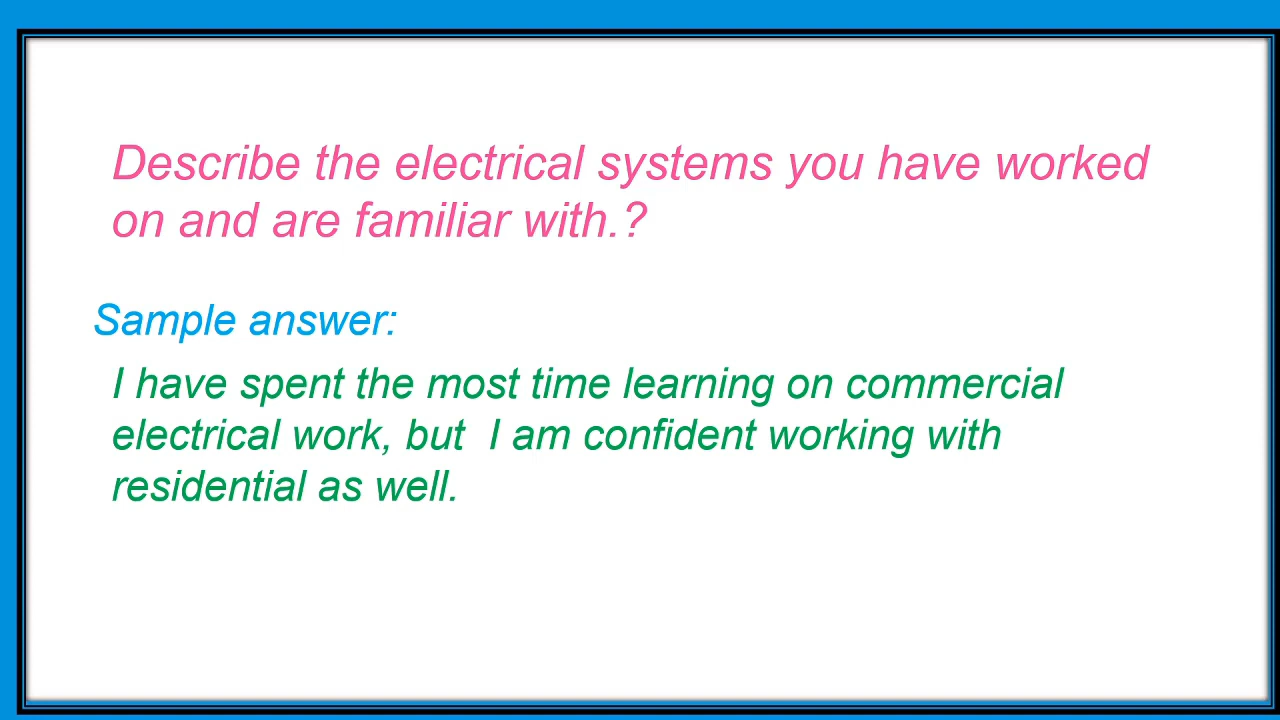 Describe the electrical systems you have worked
on and are familiar with.?
Sample answer:
I have spent the most time learning on commercial
electrical work, but  I am confident working with
residential as well.